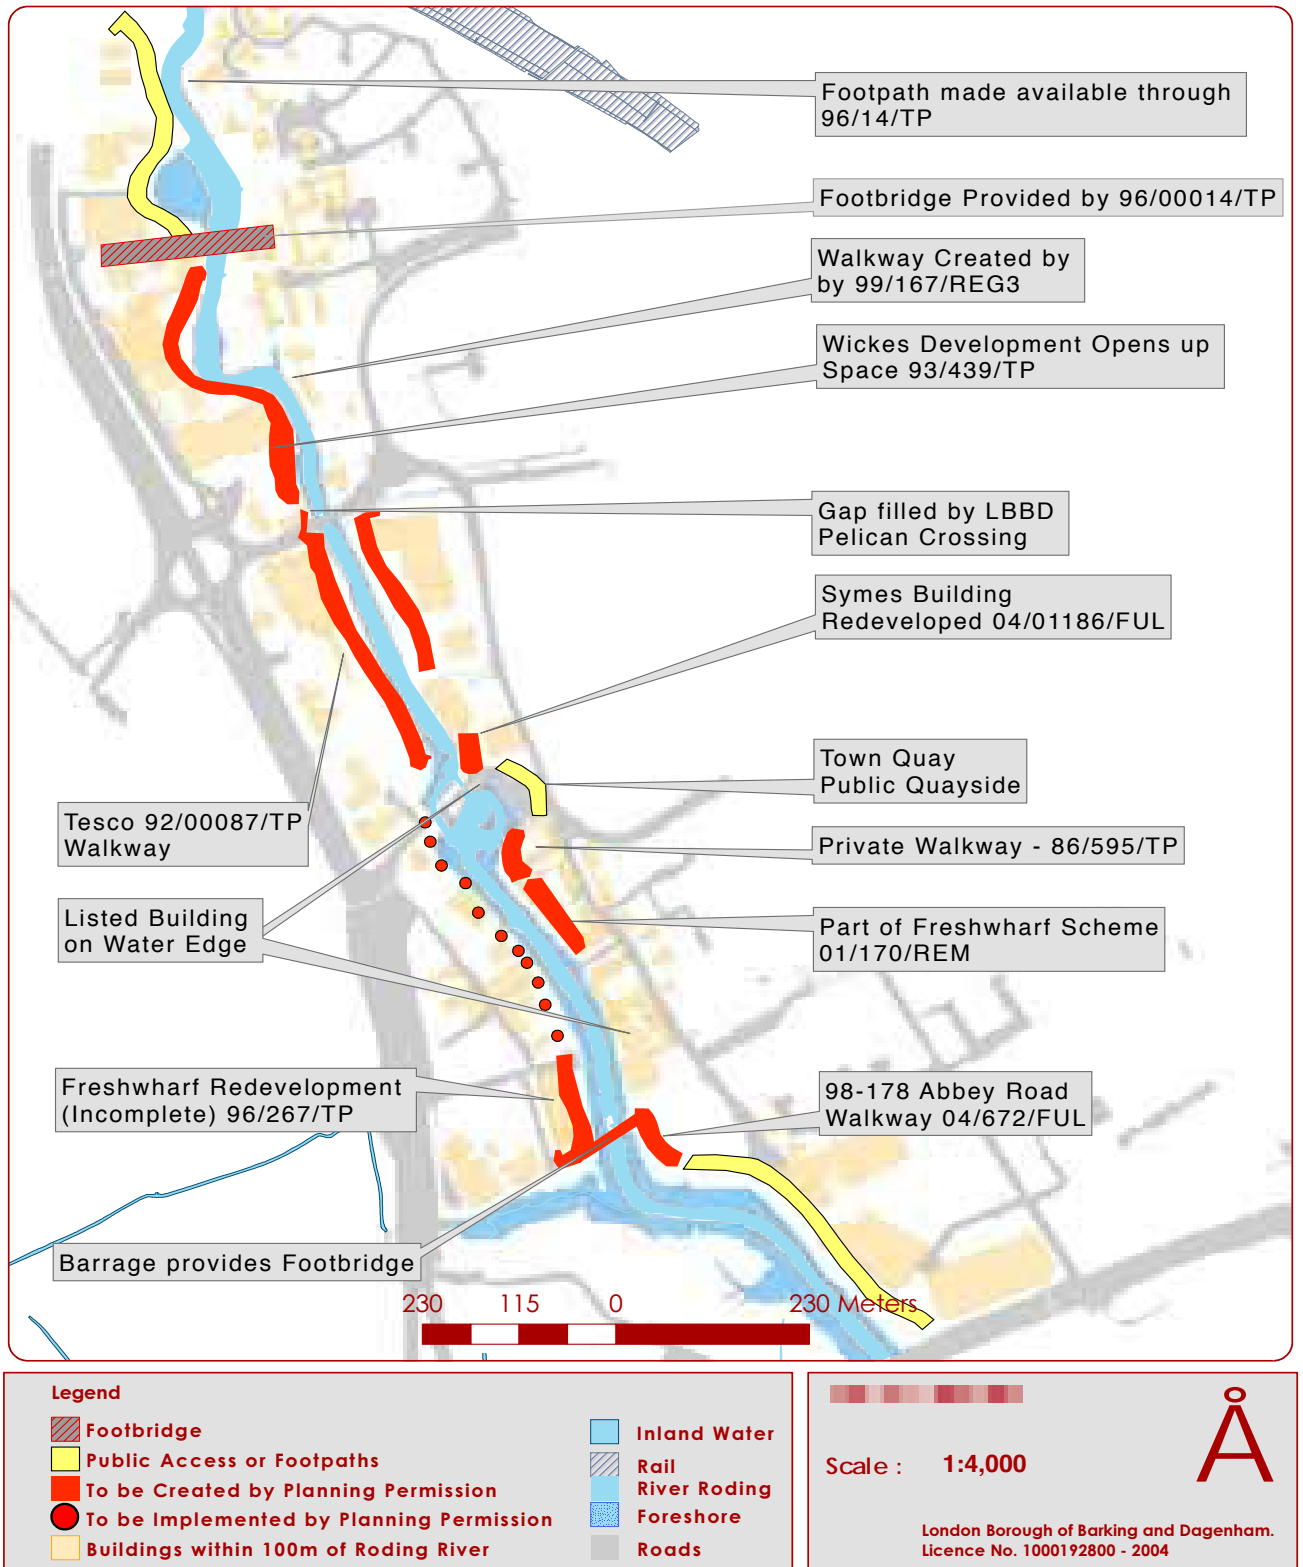 Footpath made available through
96/14/TP
Footbridge Provided by 96/00014/TP
Walkway Created by
by 99/167/REG3
Wickes Development Opens up
Space 93/439/TP
Gap filled by LBBD
Pelican Crossing
Symes Building
Redeveloped 04/01186/FUL
Town Quay
Public Quayside
Tesco 92/00087/TP
Walkway
Private Walkway - 86/595/TP
Listed Building
on Water Edge
Part of Freshwharf Scheme
01/170/REM
Freshwharf Redevelopment
(Incomplete) 96/267/TP
98-178 Abbey Road
Walkway 04/672/FUL
Barrage provides Footbridge
230 115 0 230 Meters
Legend
Footbridge
Public Access or Footpaths
To be Created by Planning Permission
To be Implemented by Planning Permission
Buildings within 100m of Roding River
Inland Water
Rail
River Roding
Foreshore
Roads
Scale : 1:4,000
Å
London Borough of Barking and Dagenham.
Licence No. 1000192800 - 2004